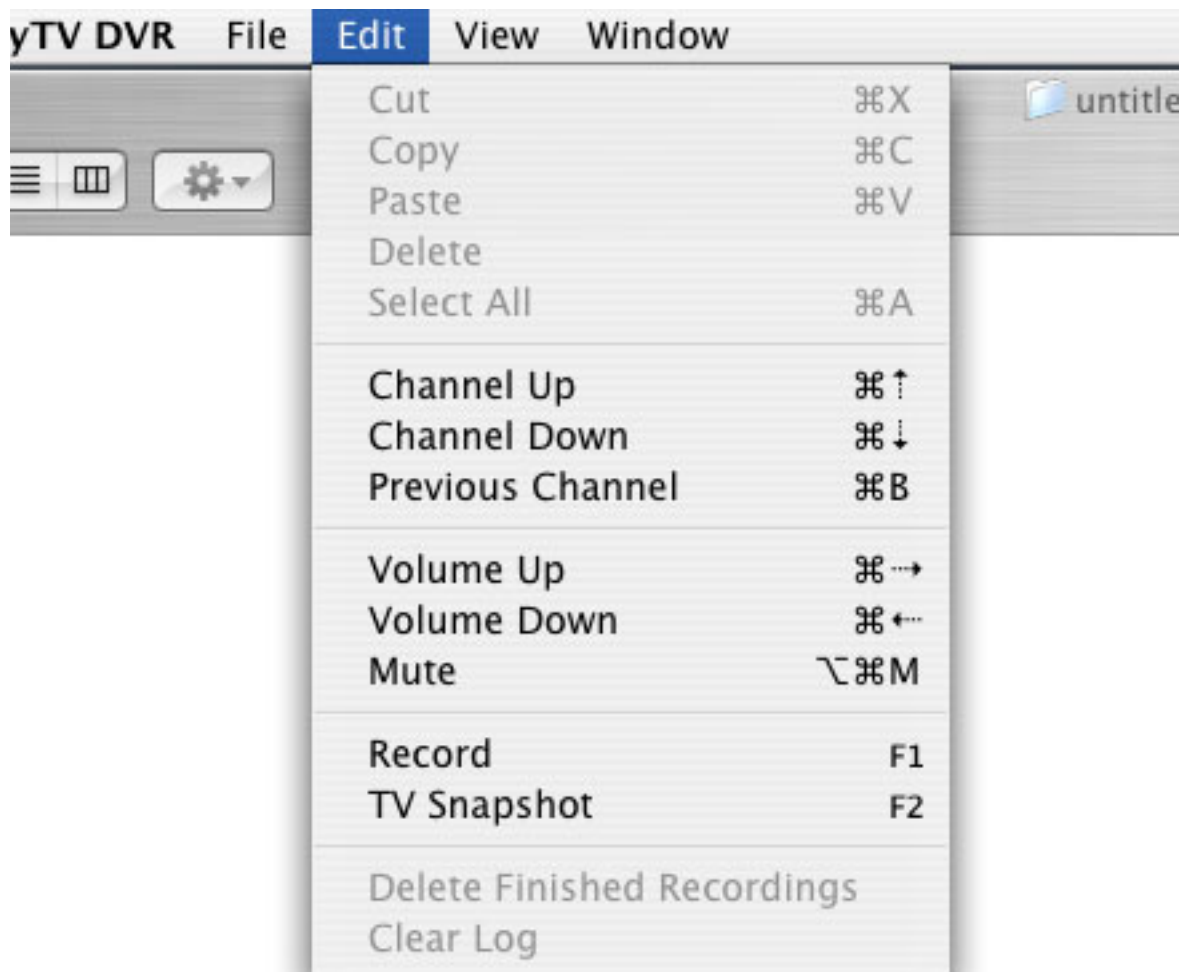 yTV DVR File Edit View Window
untitle
Cut ⌘X
Copy ⌘C
Paste ⌘V
Delete
Select All ⌘A
Channel Up ⌘⇡
Channel Down ⌘⇣
Previous Channel ⌘B
Volume Up ⌘⇢
Volume Down ⌘⇠
Mute ⌥⌘M
Record F1
TV Snapshot F2
Delete Finished Recordings
Clear Log